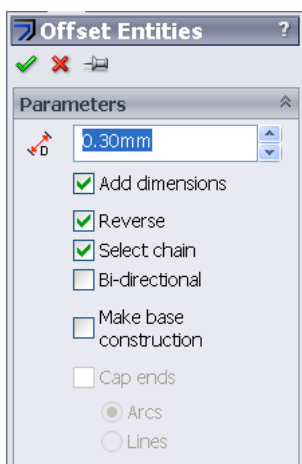 Offset Entities ?
Parameters
D
0.30mm
Add dimensions
Reverse
Select chain
Bi-directional
Make base
construction
Cap ends
Arcs
Lines